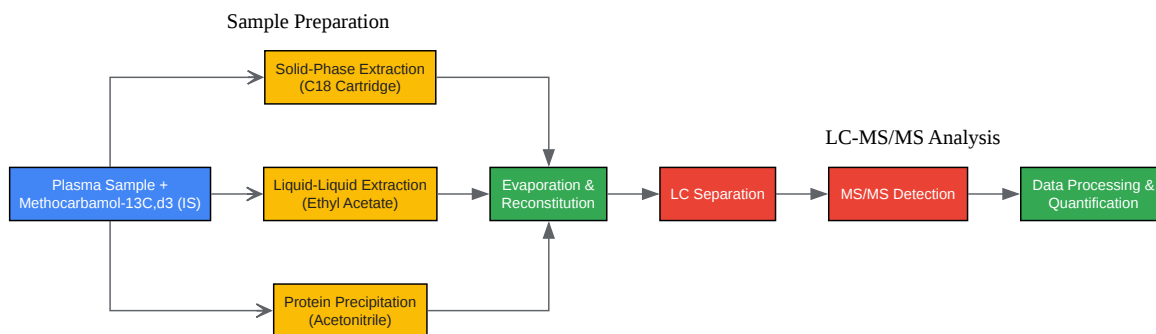 Sample Preparation
Solid-Phase Extraction
(C18 Cartridge)
LC-MS/MS Analysis
Plasma Sample +
Methocarbamol-13C,d3 (IS)
Liquid-Liquid Extraction
(Ethyl Acetate)
Evaporation &
Reconstitution
LC Separation
MS/MS Detection
Data Processing &
Quantification
Protein Precipitation
(Acetonitrile)